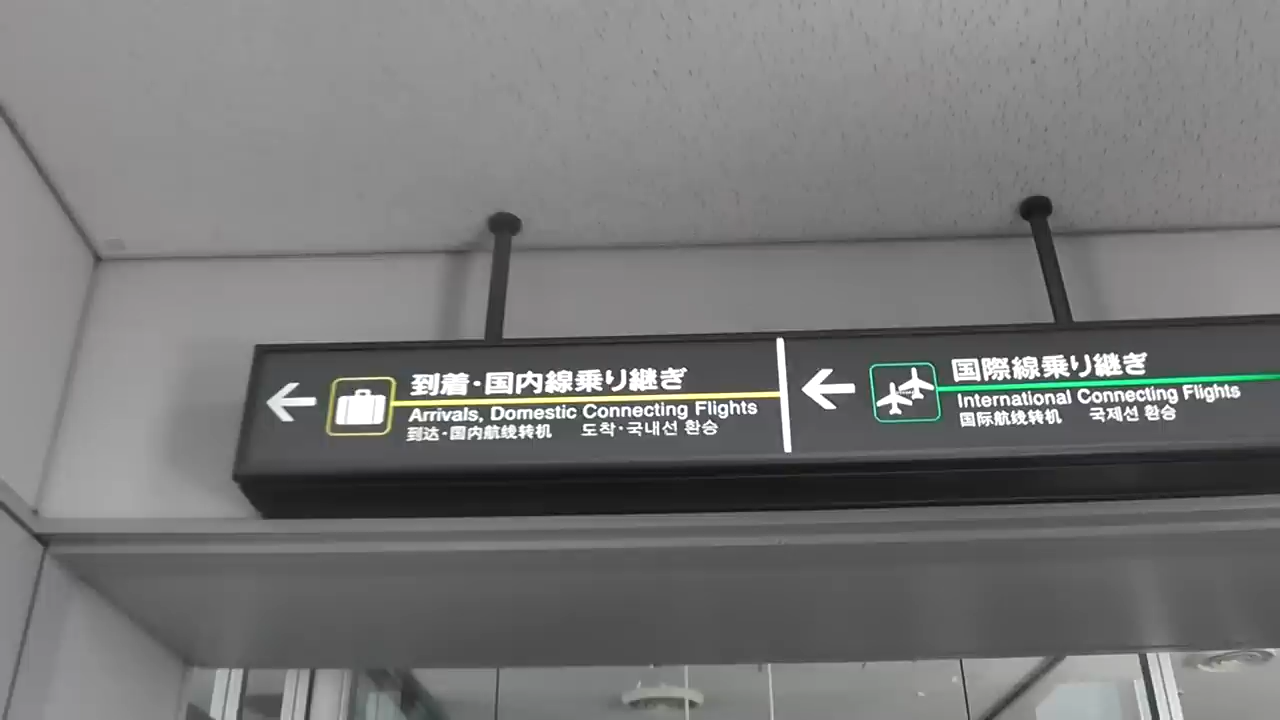 到着・国内線乗り継ぎ
Arrivals, Domestic Connecting Flights
到达・国内航线转机 도착・국내선 환승
国際線乗り継ぎ
International Connecting Flights
国际航线转机 국제선 환승